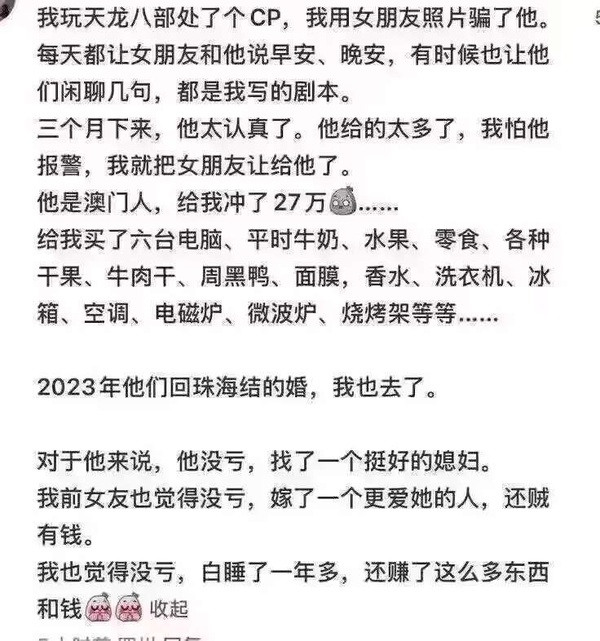 我玩天龙八部处了个CP，我用女朋友照片骗了他。
每天都让女朋友和他说早安、晚安，有时候也让他
们闲聊几句，都是我写的剧本。
三个月下来，他太认真了。他给的太多了，我怕他
报警，我就把女朋友让给他了。
他是澳门人，给我冲了27万......
给我买了六台电脑、平时牛奶、水果、零食、各种
干果、牛肉干、周黑鸭、面膜，香水、洗衣机、冰
箱、空调、电磁炉、微波炉、烧烤架等等......
2023年他们回珠海结的婚，我也去了。
对于他来说，他没亏，找了一个挺好的媳妇。
我前女友也觉得没亏，嫁了一个更爱她的人，还贼
有钱。
我也觉得没亏，白睡了一年多，还赚了这么多东西
和钱 收起